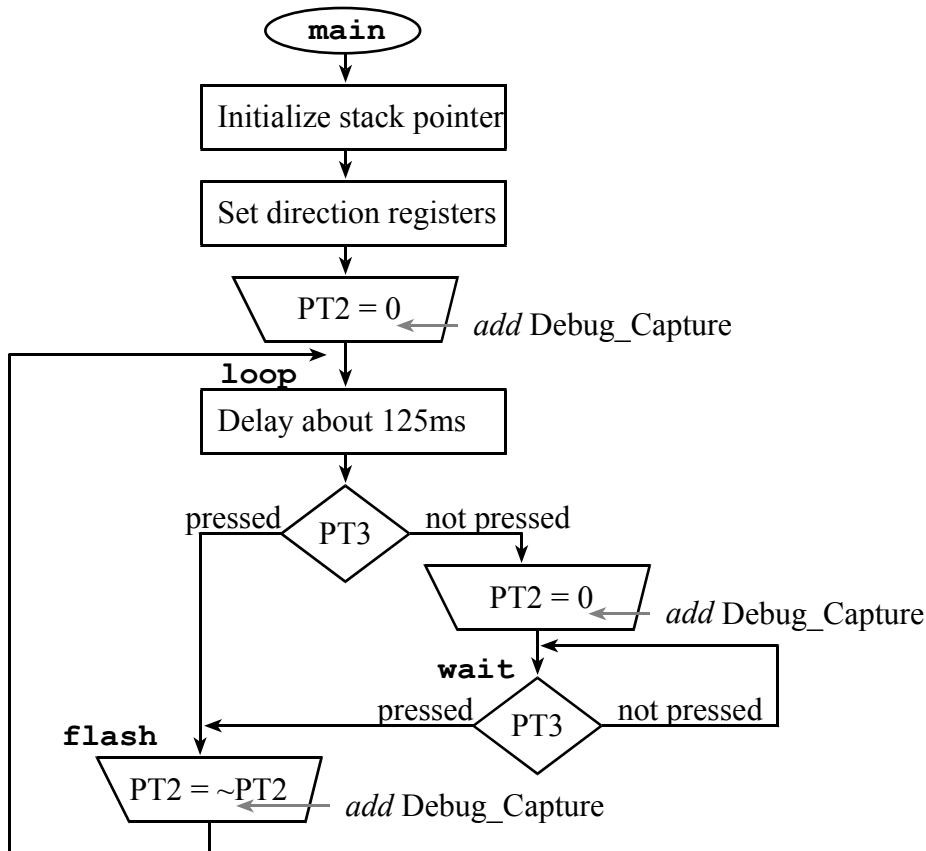 main
Initialize stack pointer
Set direction registers
PT2 = 0
add Debug_Capture
loop
Delay about 125ms
pressed
PT3
not pressed
PT2 = 0
add Debug_Capture
wait
pressed
PT3
not pressed
flash
PT2 = ~PT2
add Debug_Capture